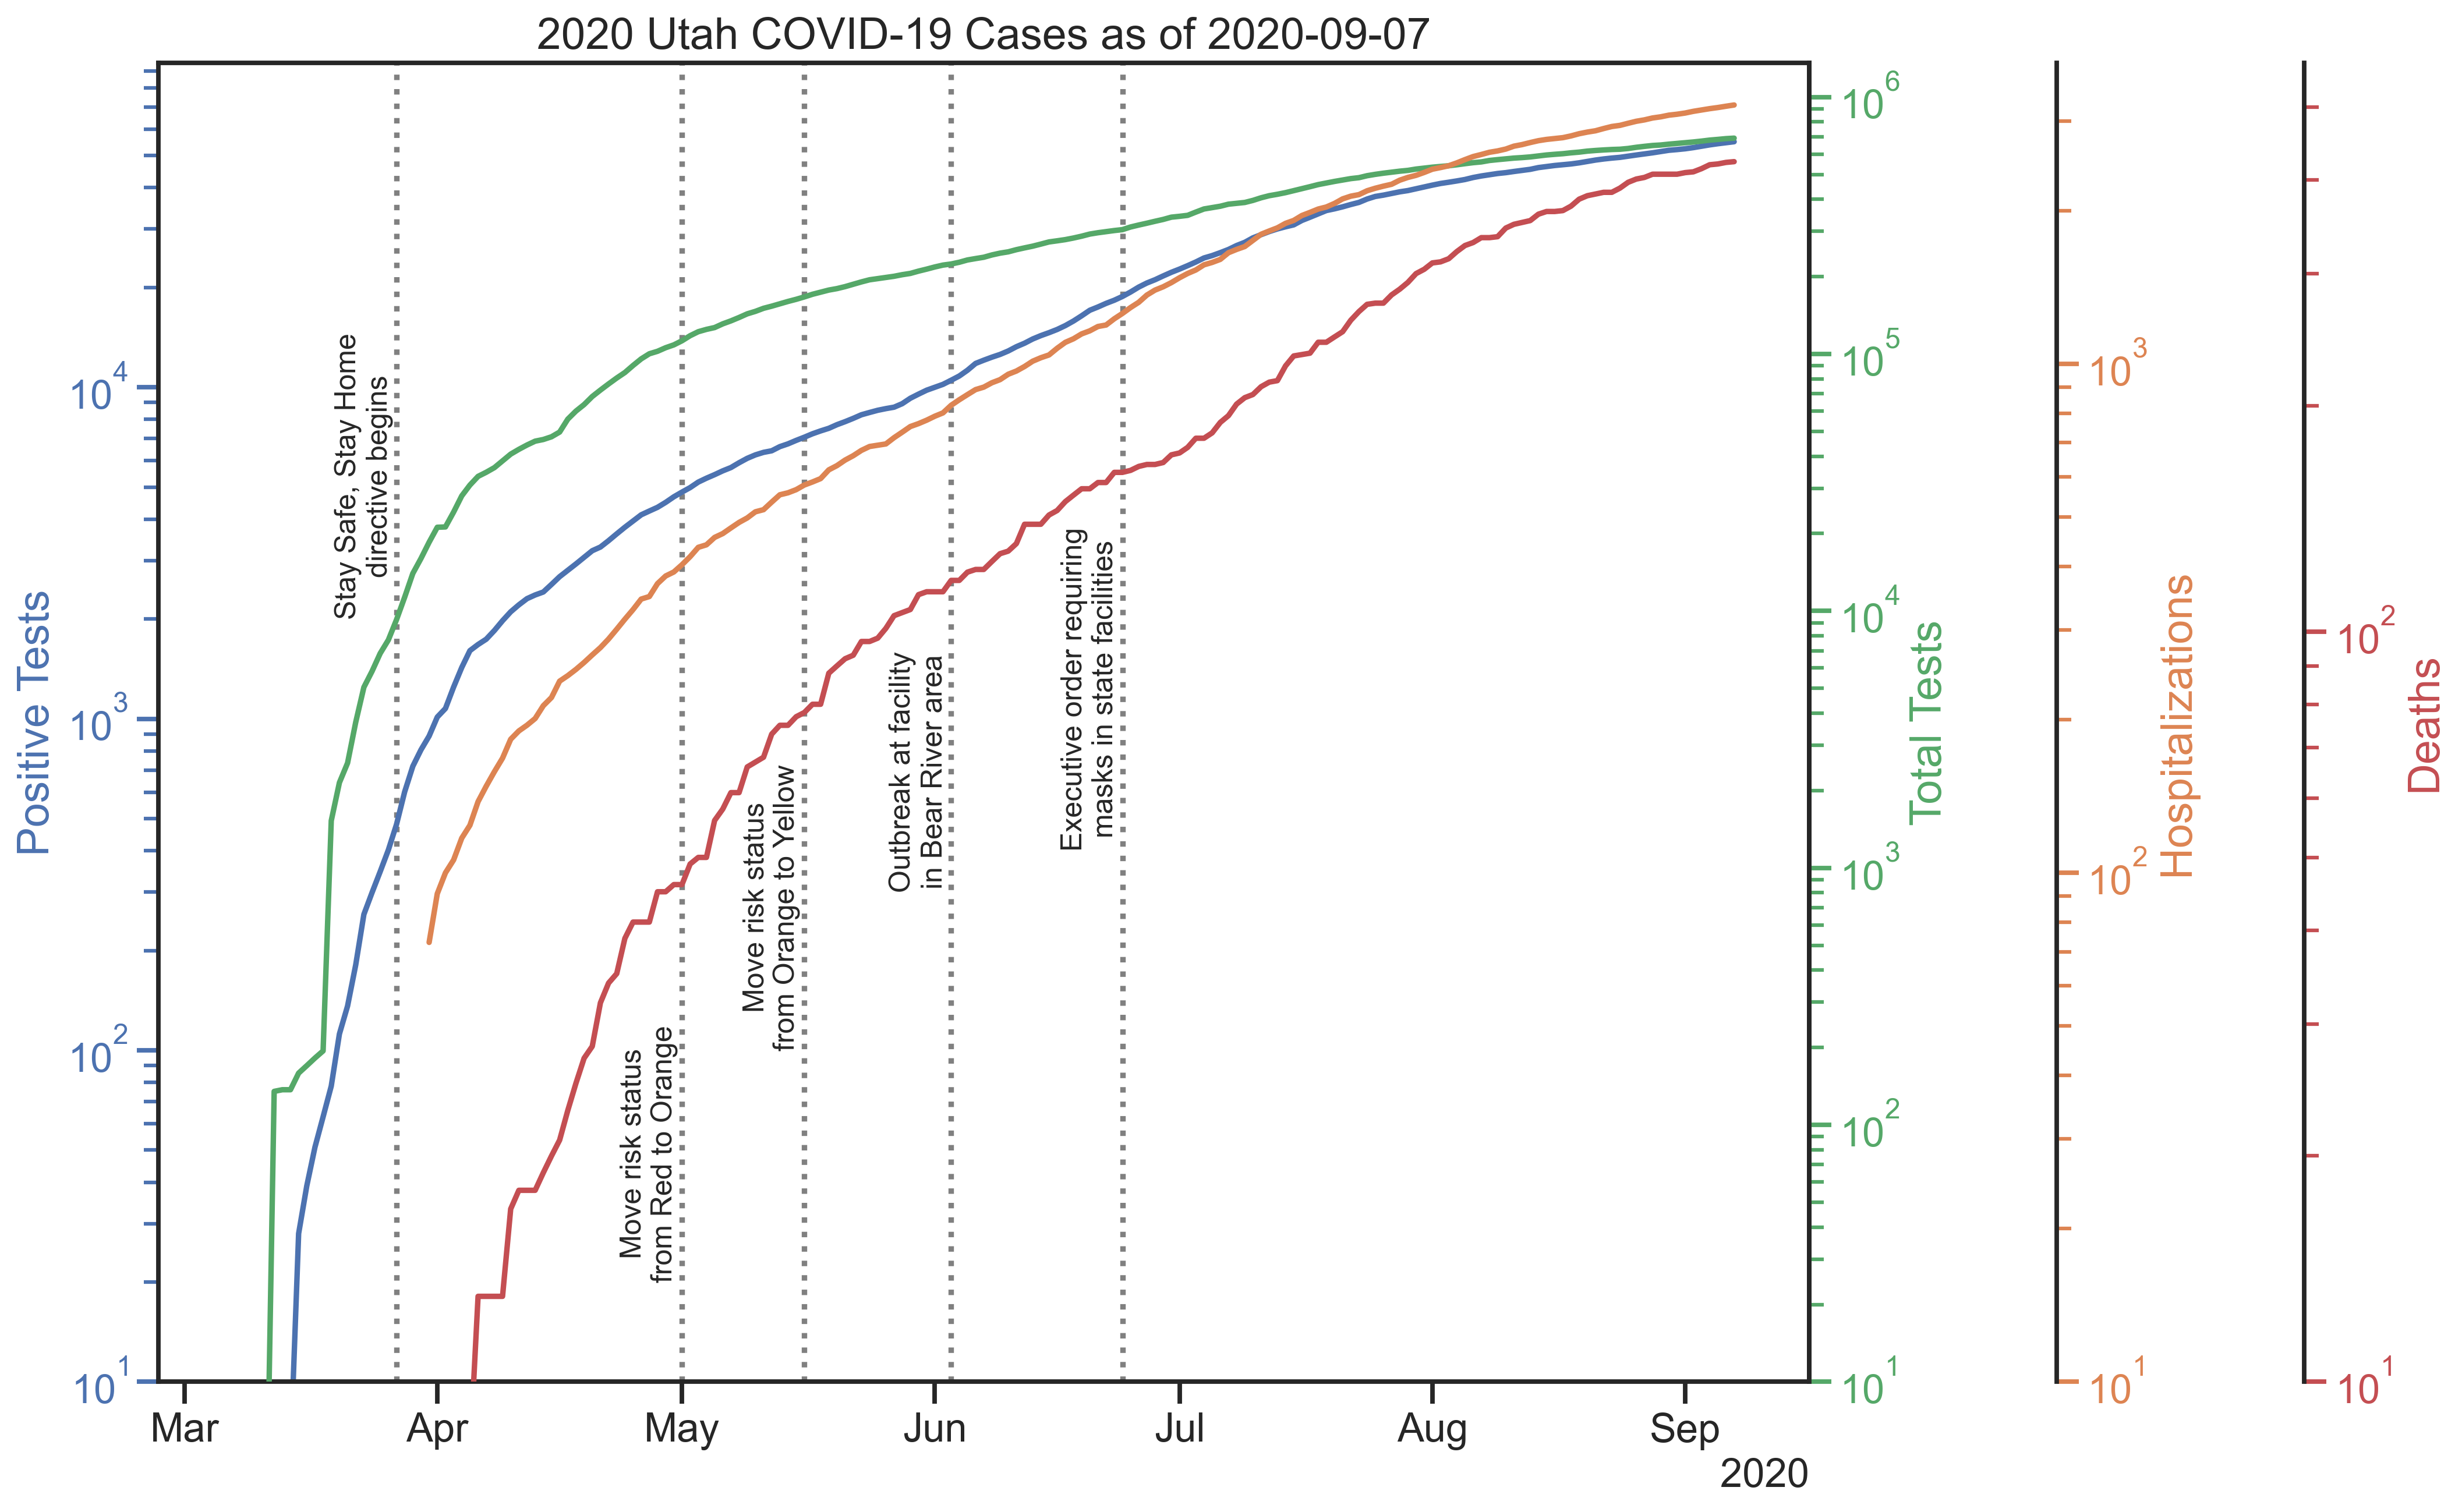 2020 Utah COVID-19 Cases as of 2020-09-07
Positive Tests
10^4
10^3
10^2
10^1
Stay Safe, Stay Home
directive begins
Move risk status
from Red to Orange
Move risk status
from Orange to Yellow
Outbreak at facility
in Bear River area
Executive order requiring
masks in state facilities
10^6
10^5
10^4
10^3
10^2
10^1
Total Tests
10^3
10^2
10^1
Hospitalizations
10^2
10^1
Deaths
Mar Apr May Jun Jul Aug Sep
2020